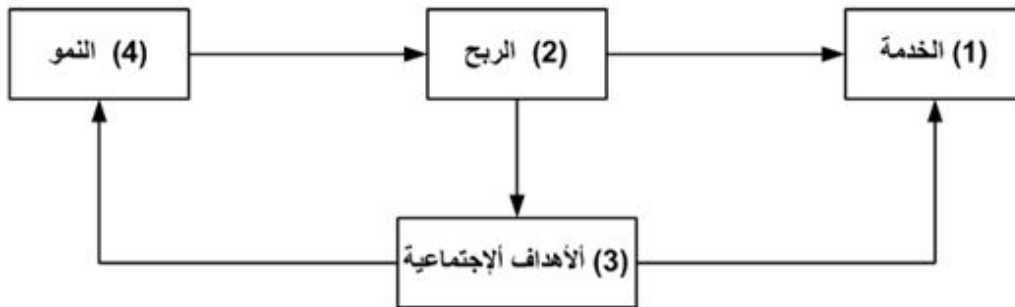 (1) الخدمة
(2) الربح
(4) النمو
(3) ألأهداف ألإجتماعية